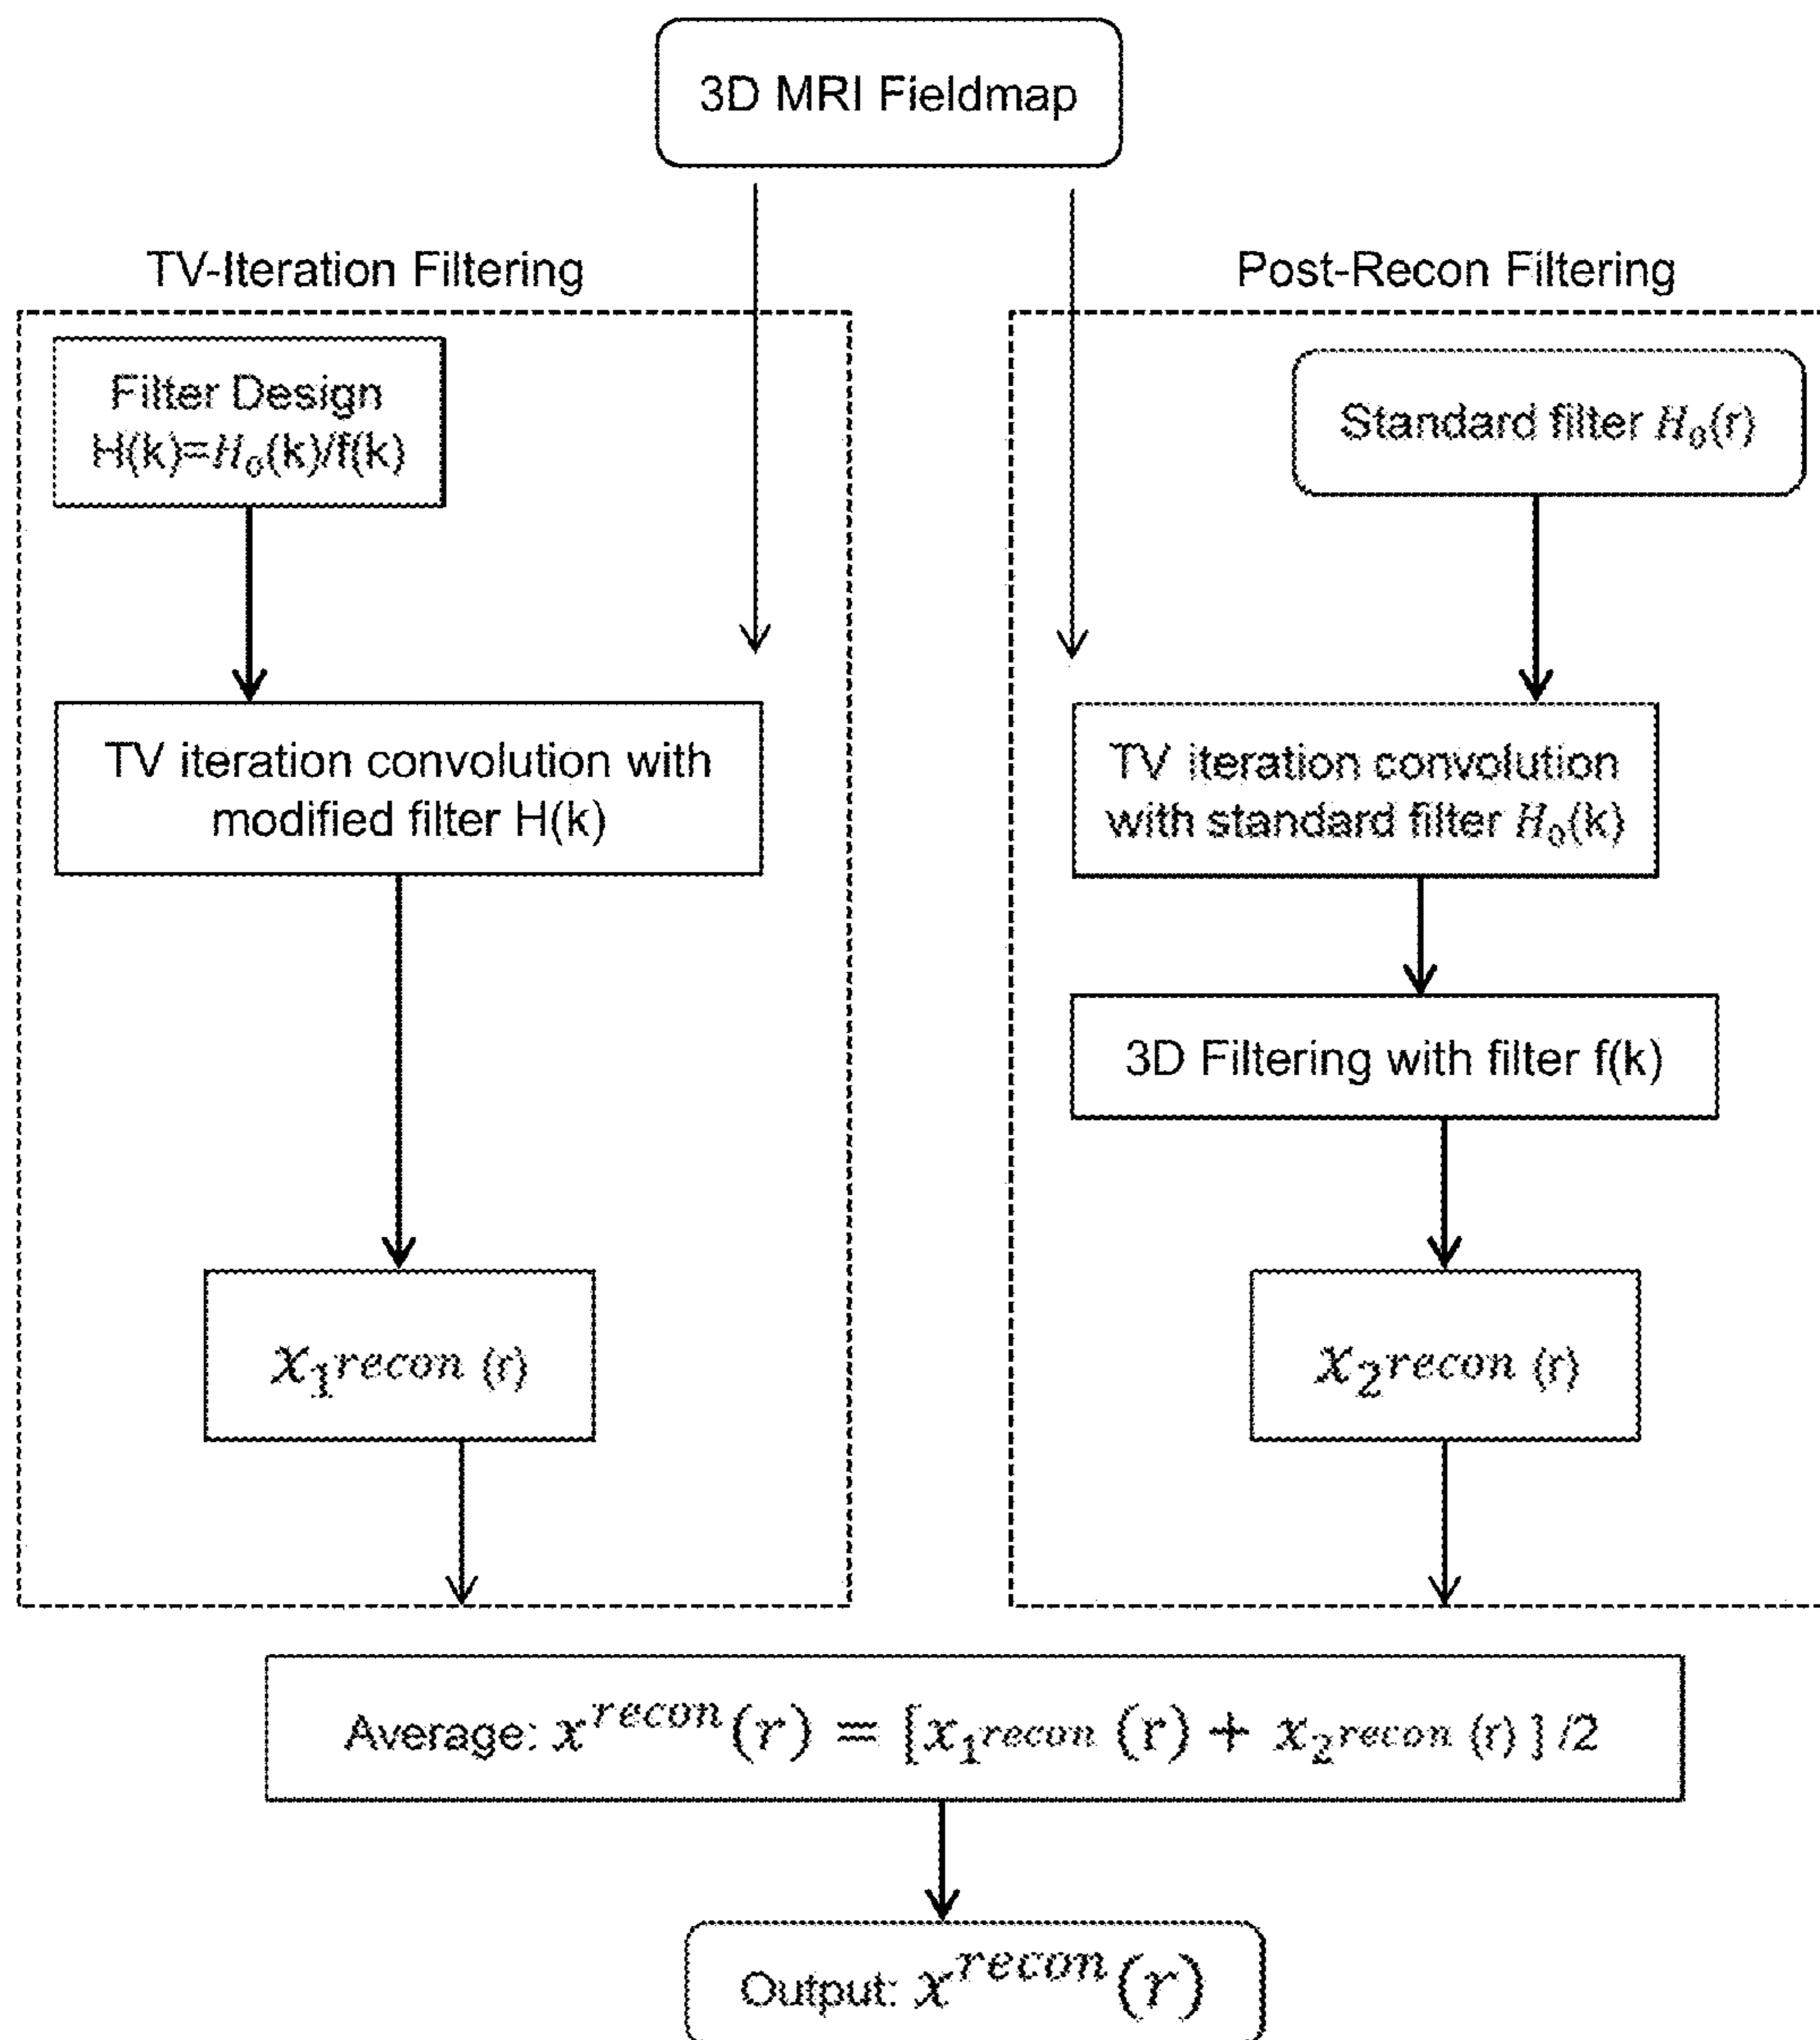 3D MRI Fieldmap
TV-Iteration Filtering
Filter Design
H(k)=H₀(k)/f(k)
TV iteration convolution with
modified filter H(k)
χ₁ʳᵉᶜᵒⁿ (r)
Post-Recon Filtering
Standard filter H₀(r)
TV iteration convolution
with standard filter H₀(k)
3D Filtering with filter f(k)
χ₂ʳᵉᶜᵒⁿ (r)
Average: χʳᵉᶜᵒⁿ(r) = [χ₁ʳᵉᶜᵒⁿ (r) + χ₂ʳᵉᶜᵒⁿ (r) ] /2
Output: χʳᵉᶜᵒⁿ(r)